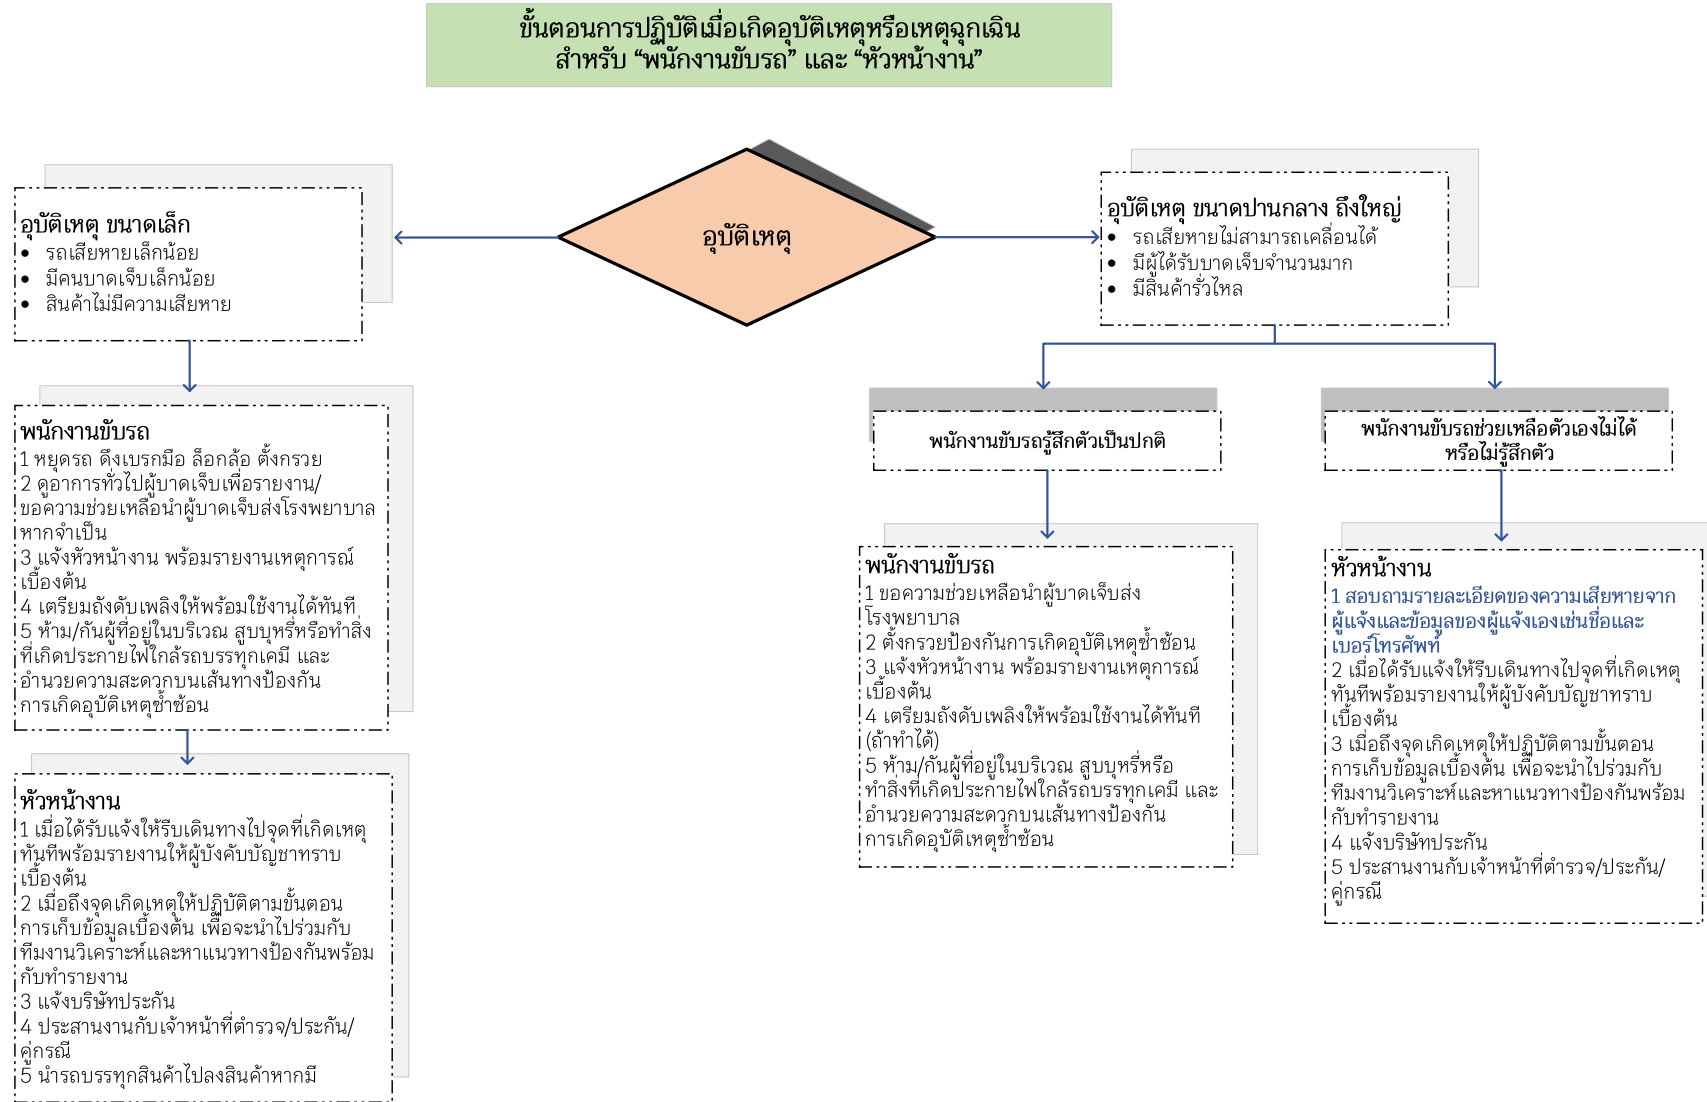 ขั้นตอนการปฏิบัติเมื่อเกิดอุบัติเหตุหรือเหตุฉุกเฉิน
สำหรับ “พนักงานขับรถ” และ “หัวหน้างาน”
อุบัติเหตุ
อุบัติเหตุ ขนาดเล็ก
• รถเสียหายเล็กน้อย
• มีคนบาดเจ็บเล็กน้อย
• สินค้าไม่มีความเสียหาย
พนักงานขับรถ
1 หยุดรถ ดึงเบรกมือ ล็อกล้อ ตั้งกรวย
2 ดูอาการทั่วไปผู้บาดเจ็บเพื่อรายงาน/
ขอความช่วยเหลือนำผู้บาดเจ็บส่งโรงพยาบาล
หากจำเป็น
3 แจ้งหัวหน้างาน พร้อมรายงานเหตุการณ์
เบื้องต้น
4 เตรียมถังดับเพลิงให้พร้อมใช้งานได้ทันที
5 ห้าม/กันผู้ที่อยู่ในบริเวณ สูบบุหรี่หรือทำสิ่ง
ที่เกิดประกายไฟใกล้รถบรรทุกเคมี และ
อำนวยความสะดวกบนเส้นทางป้องกัน
การเกิดอุบัติเหตุซ้ำซ้อน
หัวหน้างาน
1 เมื่อได้รับแจ้งให้รีบเดินทางไปจุดที่เกิดเหตุ
ทันทีพร้อมรายงานให้ผู้บังคับบัญชาทราบ
เบื้องต้น
2 เมื่อถึงจุดเกิดเหตุให้ปฏิบัติตามขั้นตอน
การเก็บข้อมูลเบื้องต้น เพื่อจะนำไปร่วมกับ
ทีมงานวิเคราะห์และหาแนวทางป้องกันพร้อม
กับทำรายงาน
3 แจ้งบริษัทประกัน
4 ประสานงานกับเจ้าหน้าที่ตำรวจ/ประกัน/
คู่กรณี
5 นำรถบรรทุกสินค้าไปลงสินค้าหากมี
อุบัติเหตุ ขนาดปานกลาง ถึงใหญ่
• รถเสียหายไม่สามารถเคลื่อนได้
• มีผู้ได้รับบาดเจ็บจำนวนมาก
• มีสินค้ารั่วไหล
พนักงานขับรถรู้สึกตัวเป็นปกติ
พนักงานขับรถ
1 ขอความช่วยเหลือนำผู้บาดเจ็บส่ง
โรงพยาบาล
2 ตั้งกรวยป้องกันการเกิดอุบัติเหตุซ้ำซ้อน
3 แจ้งหัวหน้างาน พร้อมรายงานเหตุการณ์
เบื้องต้น
4 เตรียมถังดับเพลิงให้พร้อมใช้งานได้ทันที
(ถ้าทำได้)
5 ห้าม/กันผู้ที่อยู่ในบริเวณ สูบบุหรี่หรือ
ทำสิ่งที่เกิดประกายไฟใกล้รถบรรทุกเคมี และ
อำนวยความสะดวกบนเส้นทางป้องกัน
การเกิดอุบัติเหตุซ้ำซ้อน
พนักงานขับรถช่วยเหลือตัวเองไม่ได้
หรือไม่รู้สึกตัว
หัวหน้างาน
1 สอบถามรายละเอียดของความเสียหายจาก
ผู้แจ้งและข้อมูลของผู้แจ้งเองเช่นชื่อและ
เบอร์โทรศัพท์
2 เมื่อได้รับแจ้งให้รีบเดินทางไปจุดที่เกิดเหตุ
ทันทีพร้อมรายงานให้ผู้บังคับบัญชาทราบ
เบื้องต้น
3 เมื่อถึงจุดเกิดเหตุให้ปฏิบัติตามขั้นตอน
การเก็บข้อมูลเบื้องต้น เพื่อจะนำไปร่วมกับ
ทีมงานวิเคราะห์และหาแนวทางป้องกันพร้อม
กับทำรายงาน
4 แจ้งบริษัทประกัน
5 ประสานงานกับเจ้าหน้าที่ตำรวจ/ประกัน/
คู่กรณี